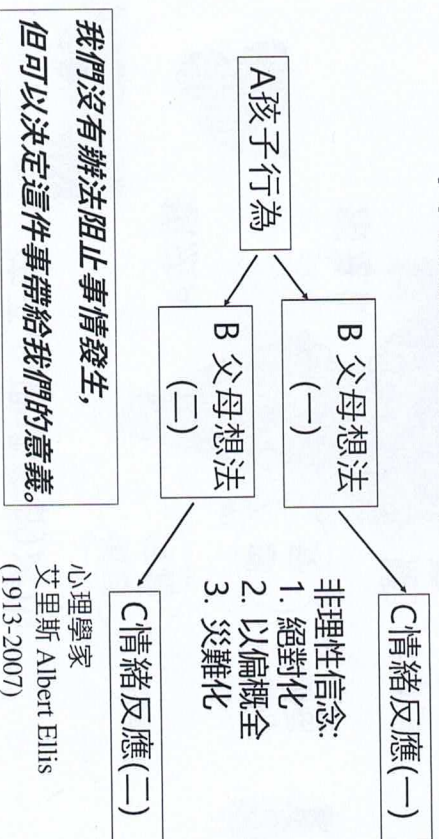 A孩子行為
B 父母想法
(一)
C情緒反應(一)
非理性信念:
1. 絕對化
2. 以偏概全
3. 災難化
B 父母想法
(二)
C情緒反應(二)
我們沒有辦法阻止事情發生，
但可以決定這件事帶給我們的意義。
心理學家
艾里斯 Albert Ellis
(1913-2007)